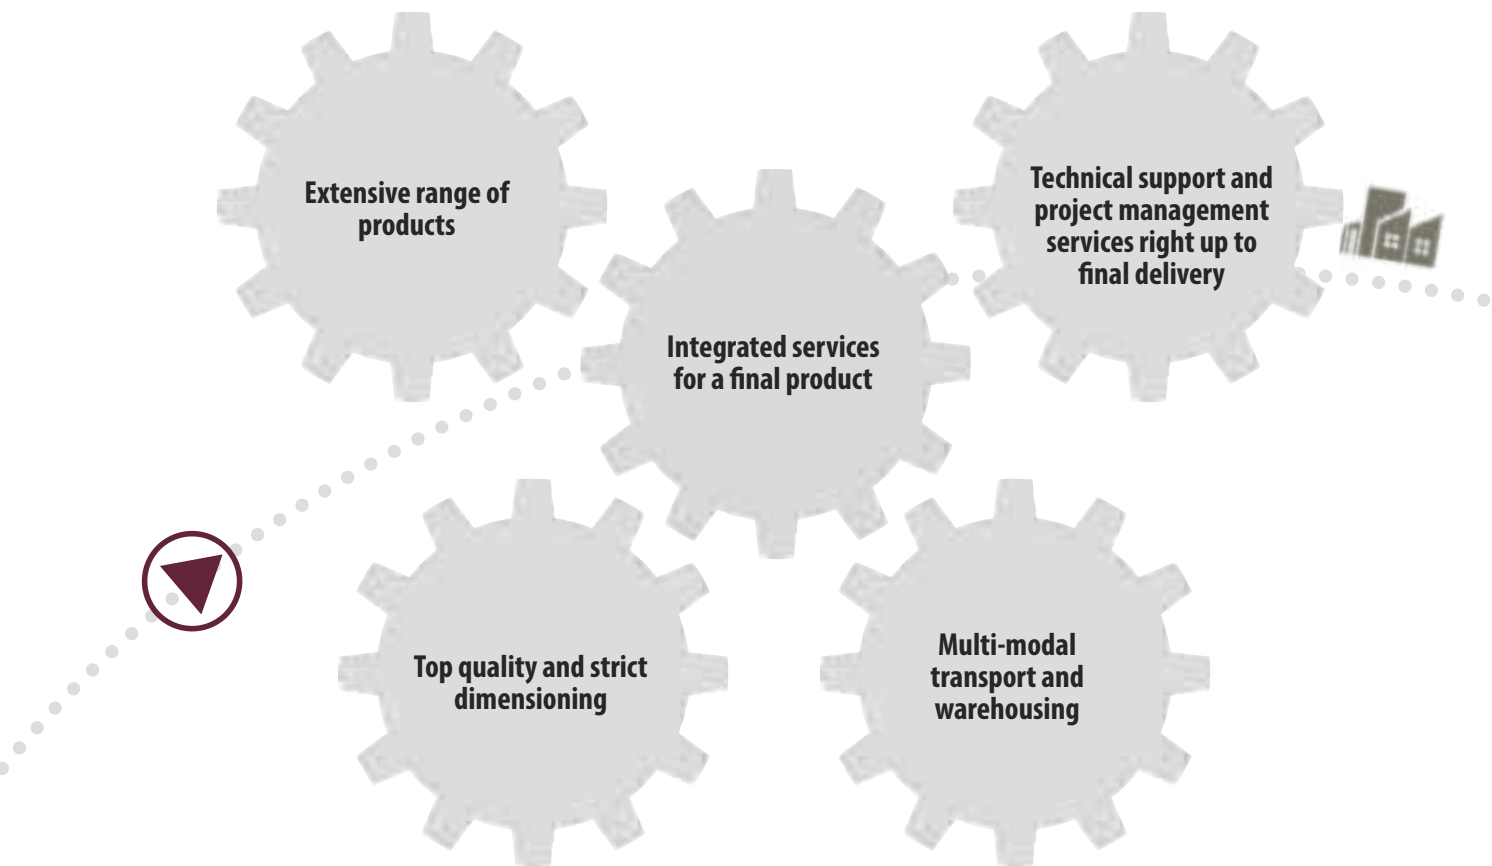 Extensive range of
products
Technical support and
project management
services right up to
final delivery
Integrated services
for a final product
Top quality and strict
dimensioning
Multi-modal
transport and
warehousing